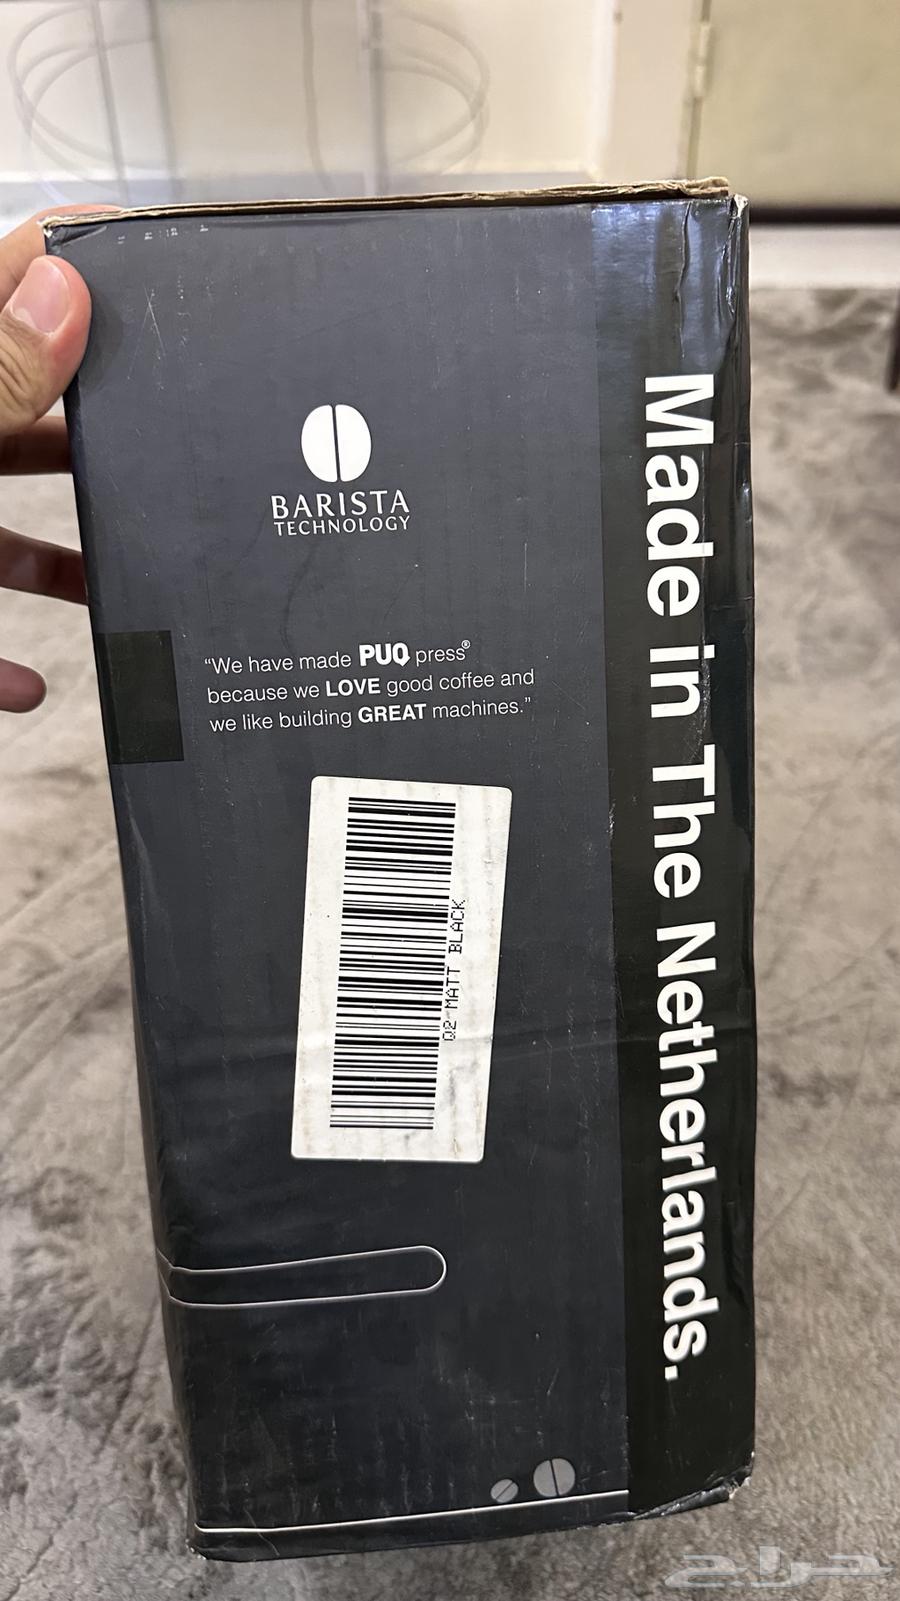 BARISTA
TECHNOLOGY
“We have made PUQ press®
because we LOVE good coffee and
we like building GREAT machines.”
Q2 MATT BLACK
Made in The Netherlands.
حراج